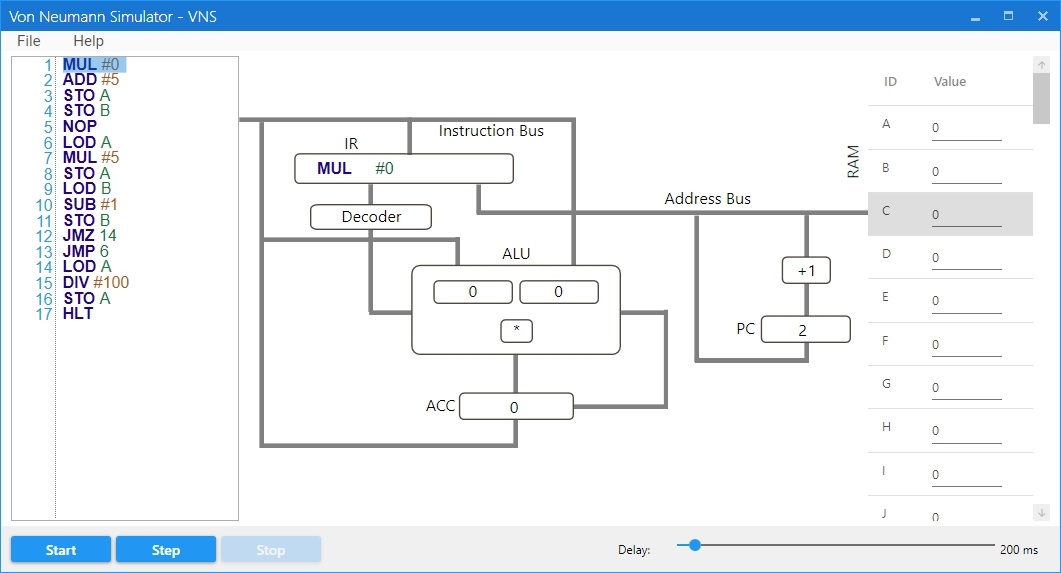 Von Neumann Simulator - VNS
File Help
1 MUL #0
2 ADD #5
3 STO A
4 STO B
5 NOP
6 LOD A
7 MUL #5
8 STO A
9 LOD B
10 SUB #1
11 STO B
12 JMZ 14
13 JMP 6
14 LOD A
15 DIV #100
16 STO A
17 HLT
Instruction Bus
IR
MUL #0
Decoder
Address Bus
ALU
0 0
*
ACC 0
+1
PC 2
RAM
ID Value
A 0
B 0
C 0
D 0
E 0
F 0
G 0
H 0
I 0
J 0
Start Step Stop
Delay: 200 ms